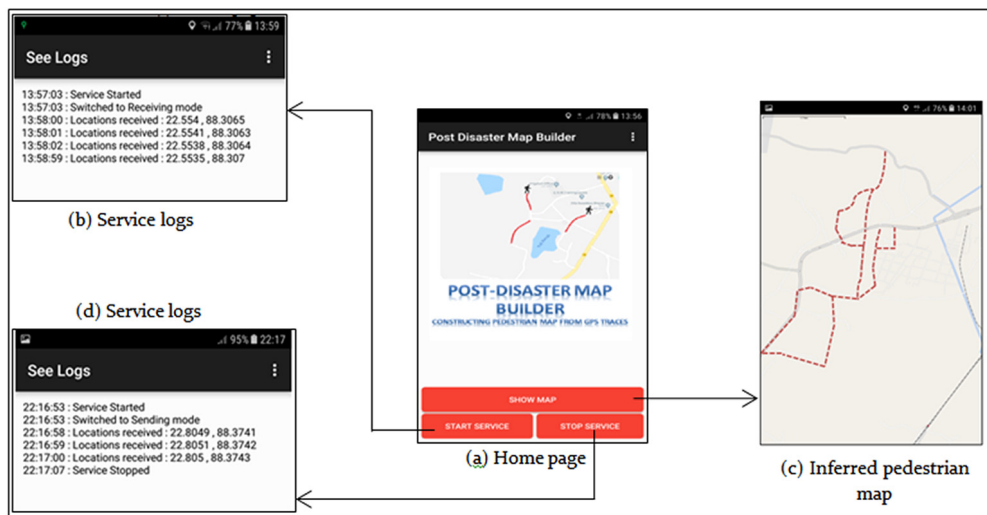 77% 13:59
See Logs
13:57:03 : Service Started
13:57:03 : Switched to Receiving mode
13:58:00 : Locations received : 22.554 , 88.3065
13:58:01 : Locations received : 22.5541 , 88.3063
13:58:02 : Locations received : 22.5538 , 88.3064
13:58:59 : Locations received : 22.5535 , 88.307
(b) Service logs
(d) Service logs
95% 22:17
See Logs
22:16:53 : Service Started
22:16:53 : Switched to Sending mode
22:16:58 : Locations received : 22.8049 , 88.3741
22:16:59 : Locations received : 22.8051 , 88.3742
22:17:00 : Locations received : 22.805 , 88.3743
22:17:07 : Service Stopped
78% 13:56
Post Disaster Map Builder
POST-DISASTER MAP
BUILDER
CONSTRUCTING PEDESTRIAN MAP FROM GPS TRACES
SHOW MAP
START SERVICE
STOP SERVICE
(a) Home page
76% 14:01
(c) Inferred pedestrian
map